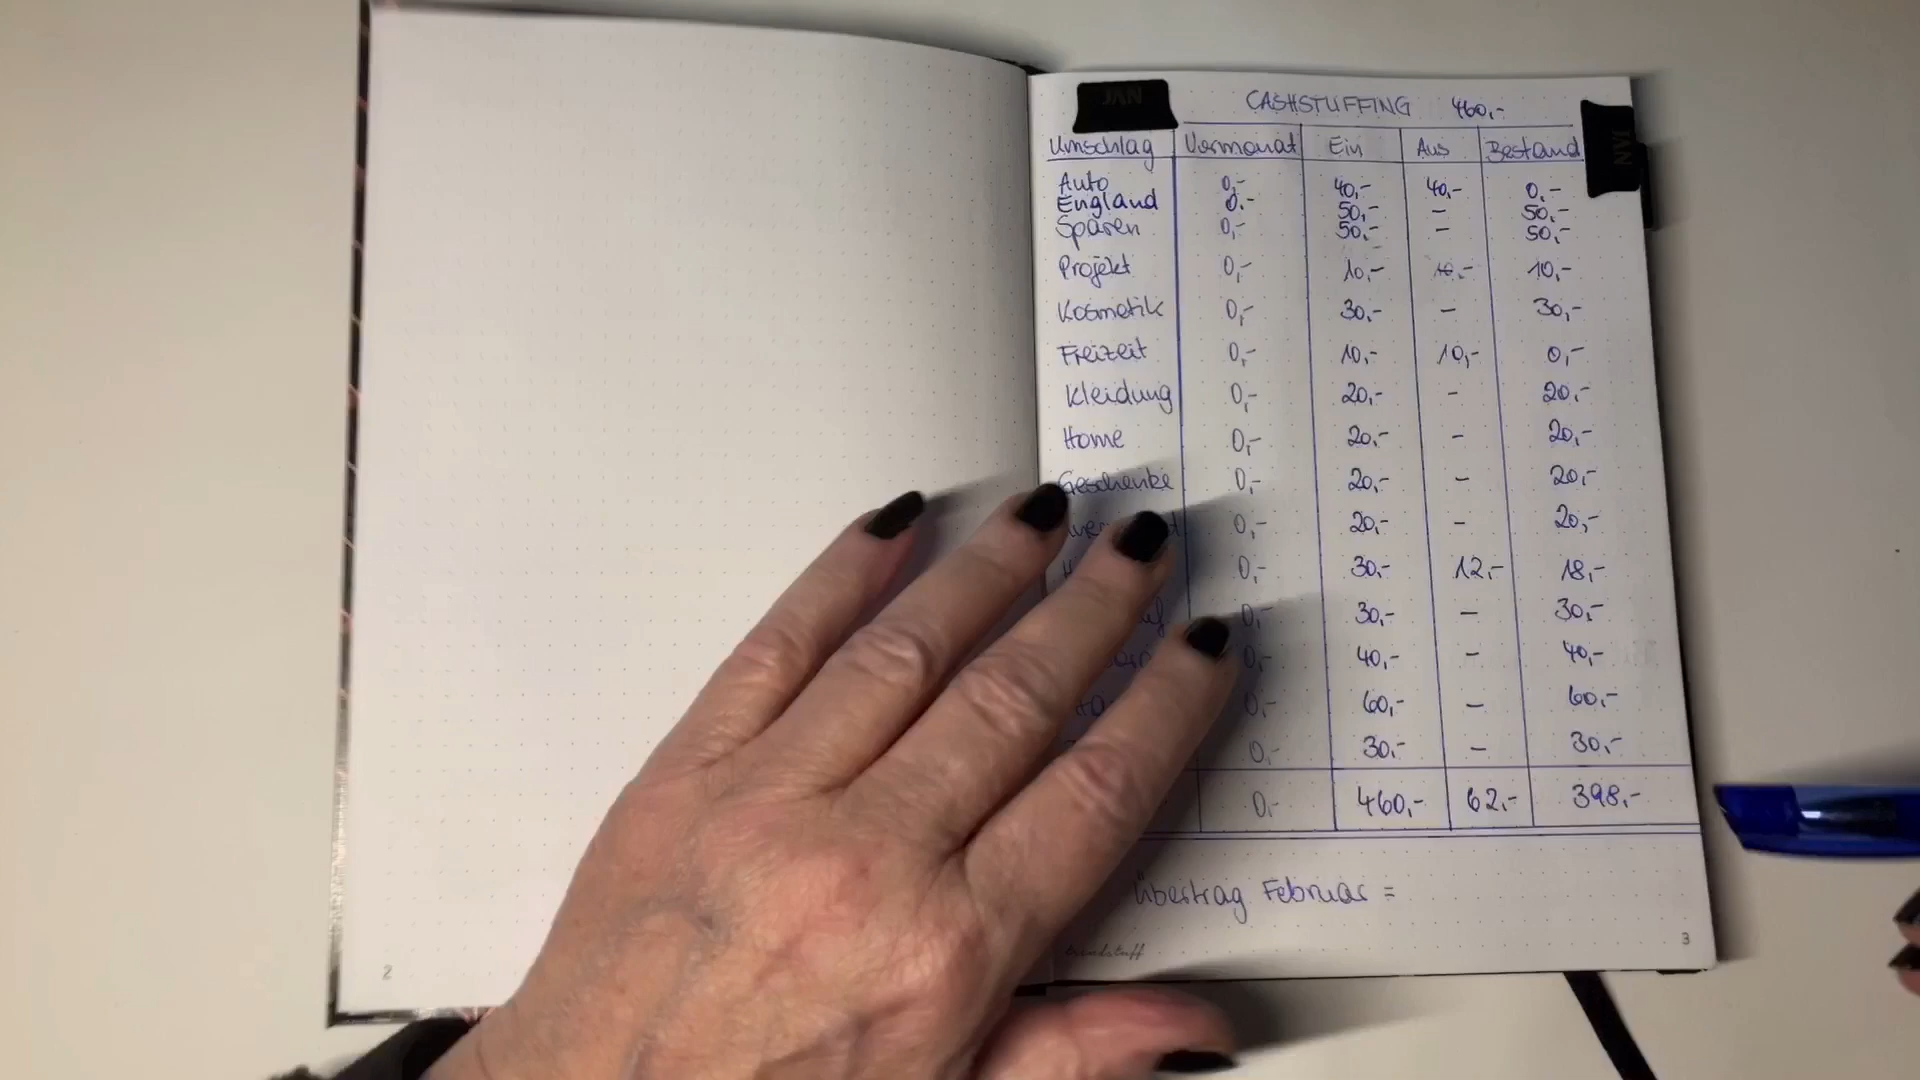 JAN
CASHSTUFFING 460,-
JAN
Umschlag Vormonat Ein Aus Bestand
Auto 0,- 40,- 40,- 0,-
England 0,- 50,- - 50,-
Sparen 0,- 50,- - 50,-
Projekt 0,- 10,- 10,- 10,-
Kosmetik 0,- 30,- - 30,-
Freizeit 0,- 10,- 10,- 0,-
Kleidung 0,- 20,- - 20,-
Home 0,- 20,- - 20,-
Geschenke 0,- 20,- - 20,-
0,- 20,- - 20,-
0,- 30,- 12,- 18,-
0,- 30,- - 30,-
0,- 40,- - 40,-
0,- 60,- - 60,-
0,- 30,- - 30,-
0,- 460,- 62,- 398,-
Übertrag Februar =
trendstuff
2
3